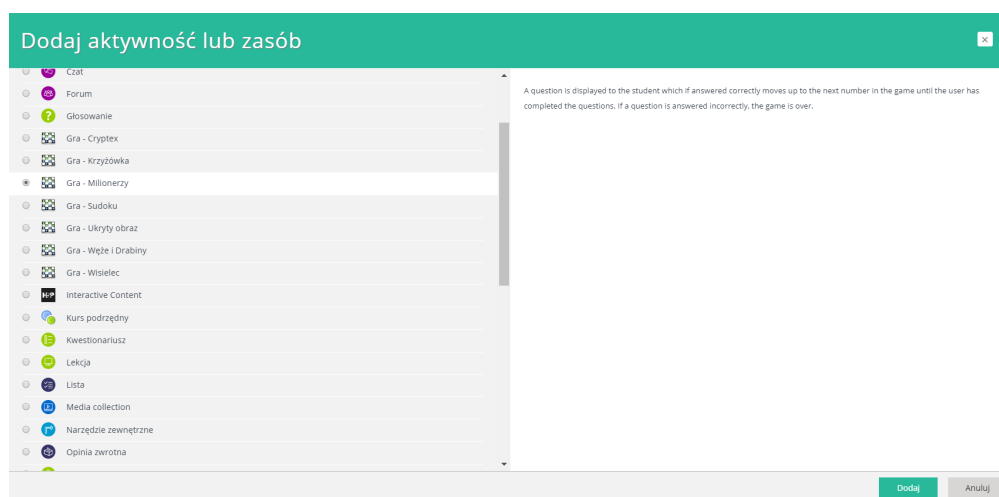 Dodaj aktywność lub zasób
×
Czat
Forum
Głosowanie
Gra - Cryptex
Gra - Krzyżówka
Gra - Milionerzy
Gra - Sudoku
Gra - Ukryty obraz
Gra - Węże i Drabiny
Gra - Wisielec
H-P Interactive Content
Kurs podrzędny
Kwestionariusz
Lekcja
Lista
Media collection
Narzędzie zewnętrzne
Opinia zwrotna
A question is displayed to the student which if answered correctly moves up to the next number in the game until the user has
completed the questions. If a question is answered incorrectly, the game is over.
Dodaj
Anuluj